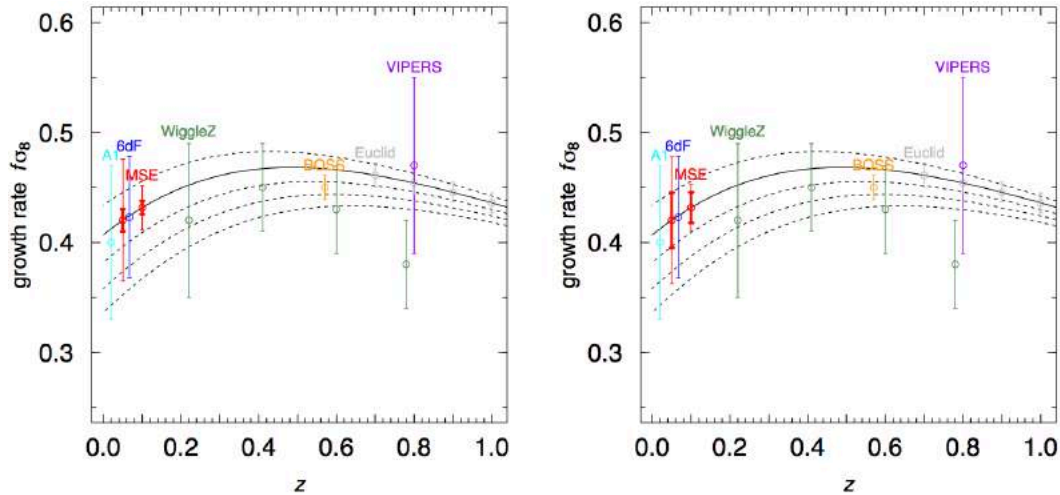 0.6
VIPERS
0.5
WiggleZ
6dF
A1
Euclid
BOSS
MSE
0.4
0.3
growth rate fσ8
0.0 0.2 0.4 0.6 0.8 1.0
z
0.6
VIPERS
0.5
WiggleZ
6dF
A1
Euclid
BOSS
MSE
0.4
0.3
growth rate fσ8
0.0 0.2 0.4 0.6 0.8 1.0
z